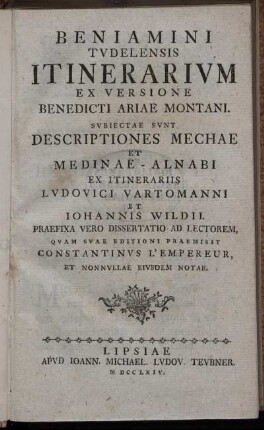 BENIAMINI
TVDELENSIS
ITINERARIVM
EX VERSIONE
BENEDICTI ARIAE MONTANI.
SVBIECTAE SVNT
DESCRIPTIONES MECHAE
ET
MEDINAE-ALNABI
EX ITINERARIIS
LVDOVICI VARTOMANNI
ET
IOHANNIS WILDII.
PRAEFIXA VERO DISSERTATIO AD LECTOREM,
QVAM SVAE EDITIONI PRAEMISIT
CONSTANTINVS L'EMPEREUR,
ET NONNVLLAE EIVSDEM NOTAE.
LIPSIAE
APVD IOANN. MICHAEL. LVDOV. TEVBNER.
M DCCLXIV.